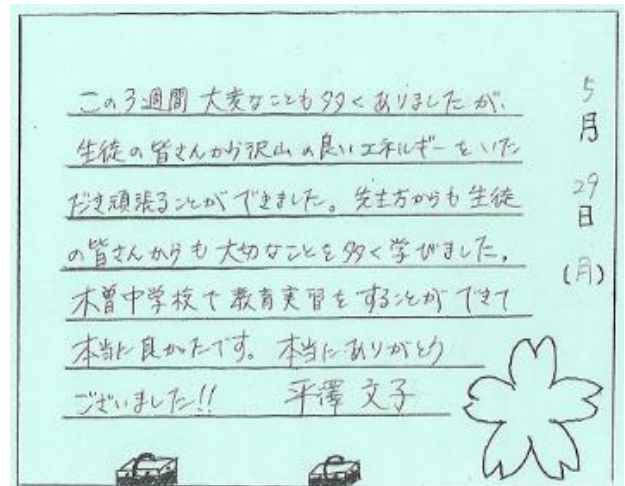 この3週間 大変なことも多くありましたが、
生徒の皆さんから沢山の良いエネルギーをいた
だき頑張ることができました。先生方からも生徒
の皆さんからも大切なことを多く学びました。
木曽中学校で教育実習をすることができて
本当に良かったです。本当にありがとう
ございました!! 平澤 文子
5月29日(月)